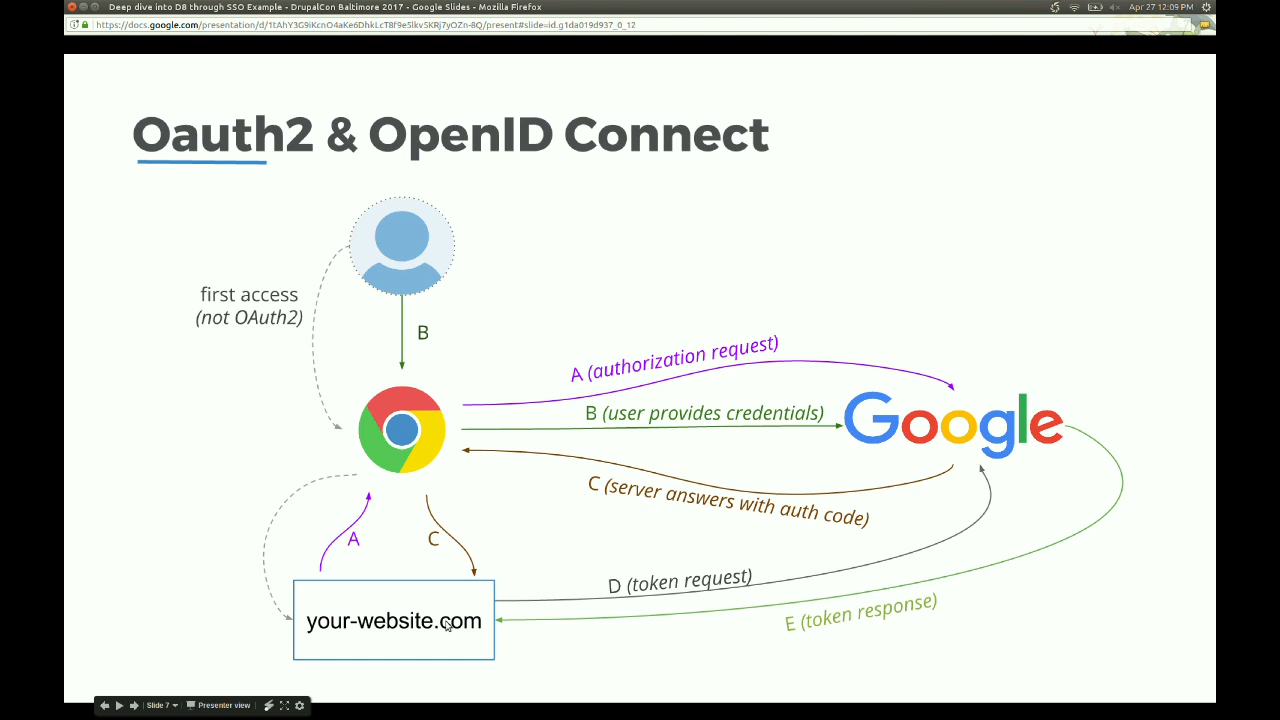 Deep dive into D8 through SSO Example - DrupalCon Baltimore 2017 - Google Slides - Mozilla Firefox
Apr 27 12:09 PM
https://docs.google.com/presentation/d/1tAhY3G9iKcnO4aKe6DhkLcT8f9e5lkv5KRj7yOZn-8Q/present#slide=id.g1da019d937_0_12
Oauth2 & OpenID Connect
first access
(not OAuth2)
B
A (authorization request)
B (user provides credentials)
Google
C (server answers with auth code)
A
C
D (token request)
E (token response)
your-website.com
Slide 7
Presenter view